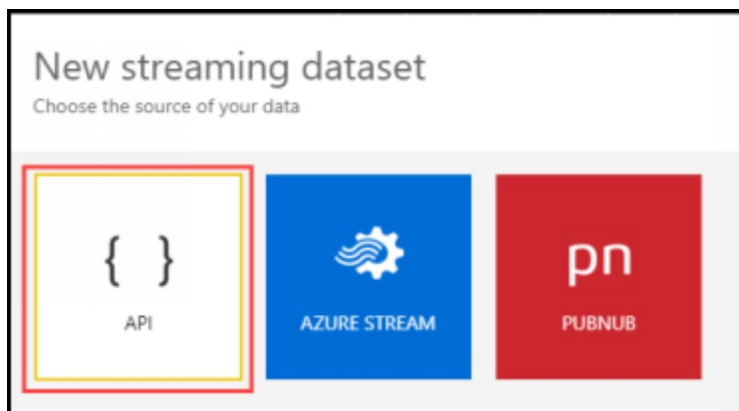 New streaming dataset
Choose the source of your data
{ }
pn
API
AZURE STREAM
PUBNUB